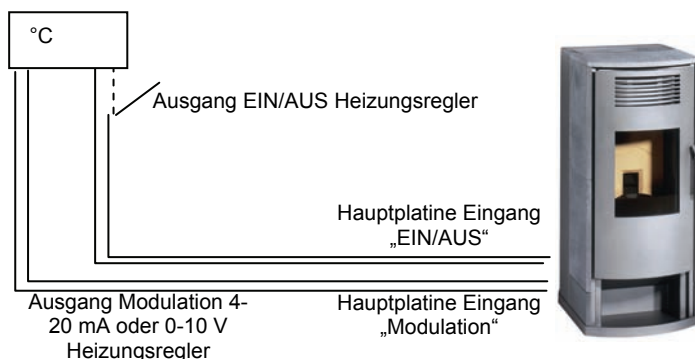 °C
Ausgang EIN/AUS Heizungsregler
Hauptplatine Eingang
„EIN/AUS“
Ausgang Modulation 4-
20 mA oder 0-10 V
Heizungsregler
Hauptplatine Eingang
„Modulation“